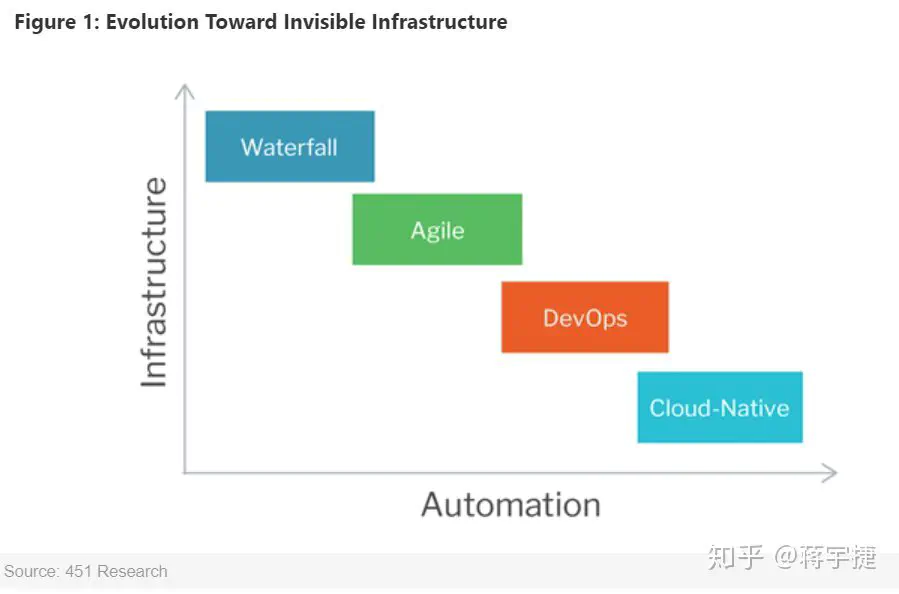 Figure 1: Evolution Toward Invisible Infrastructure
Infrastructure
Waterfall
Agile
DevOps
Cloud-Native
Automation
知乎 @蒋宇捷
Source: 451 Research